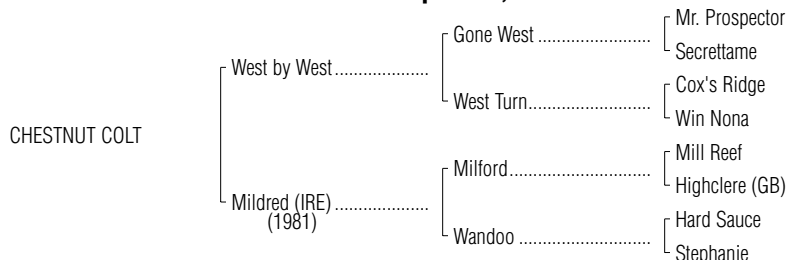 Mr. Prospector
Gone West
Secrettame
West by West
Cox's Ridge
West Turn
Win Nona
CHESTNUT COLT
Mill Reef
Milford
Highclere (GB)
Mildred (IRE)
(1981)
Hard Sauce
Wandoo
Stephanie